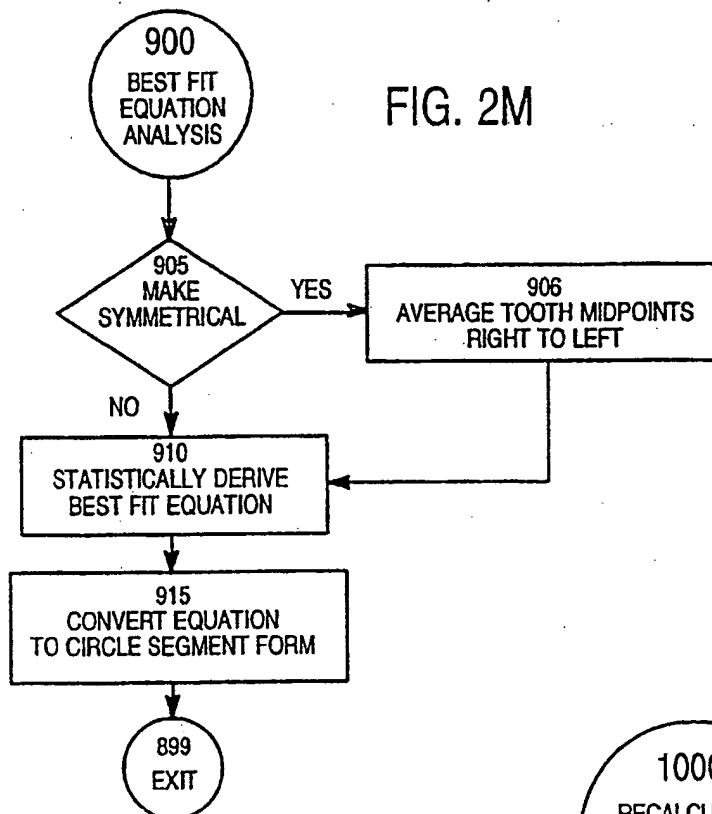 900
BEST FIT
EQUATION
ANALYSIS
FIG. 2M
905
MAKE
SYMMETRICAL
YES
906
AVERAGE TOOTH MIDPOINTS
RIGHT TO LEFT
NO
910
STATISTICALLY DERIVE
BEST FIT EQUATION
915
CONVERT EQUATION
TO CIRCLE SEGMENT FORM
899
EXIT